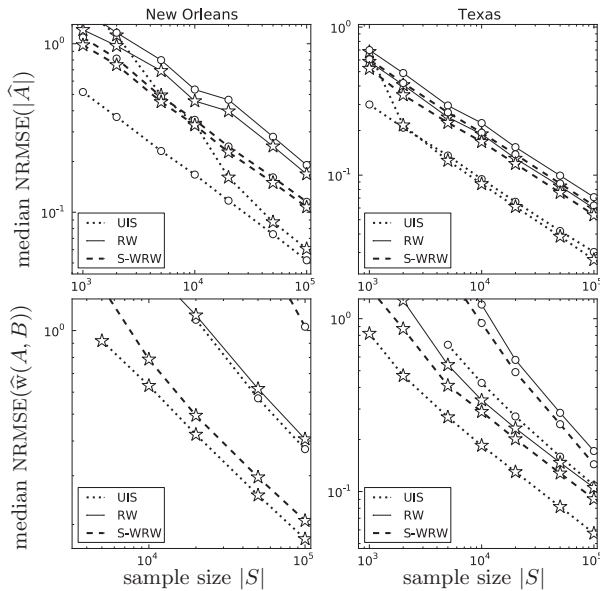 New Orleans
Texas
median NRMSE(|Â|)
10⁰
10⁻¹
UIS
RW
S-WRW
10³
10⁴
10⁵
10⁰
10⁻¹
UIS
RW
S-WRW
10³
10⁴
10⁵
median NRMSE(ŵ(A, B))
10⁰
UIS
RW
S-WRW
10⁴
10⁵
sample size |S|
10⁰
10⁻¹
UIS
RW
S-WRW
10³
10⁴
10⁵
sample size |S|